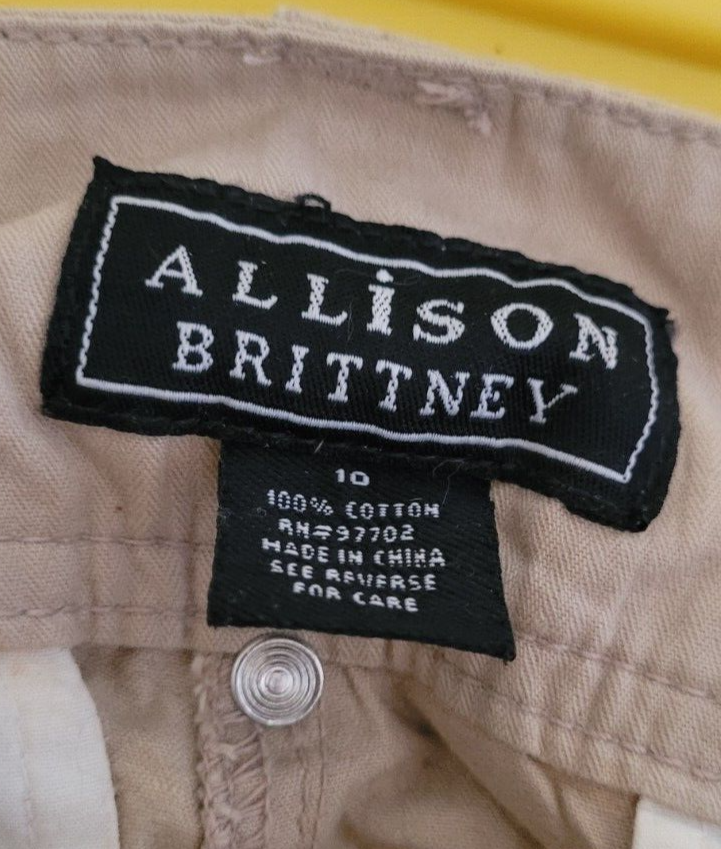 ALLiSON
BRITTNEY
10
100% COTTON
RN#97702
MADE IN CHINA
SEE REVERSE
FOR CARE